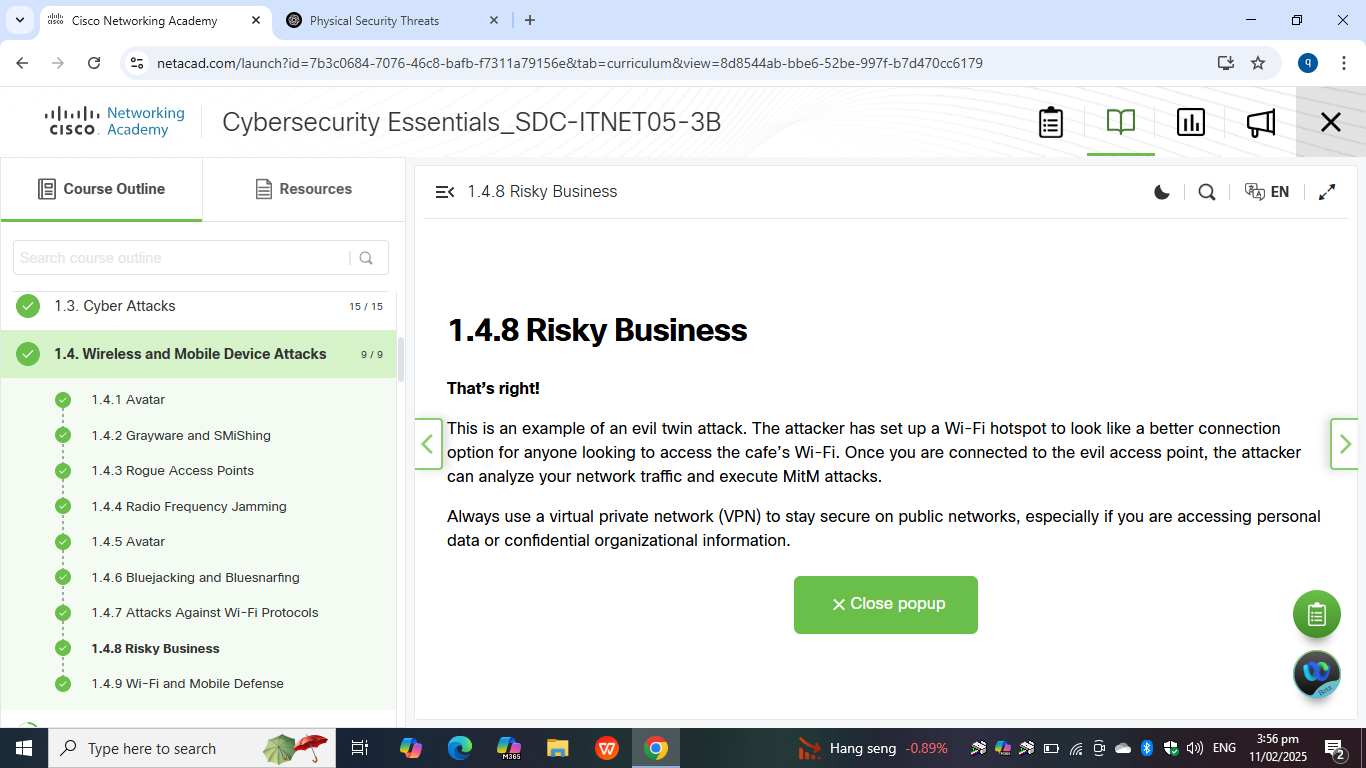 Cisco Networking Academy
Physical Security Threats
netacad.com/launch?id=7b3c0684-7076-46c8-bafb-f7311a79156e&tab=curriculum&view=8d8544ab-bbe6-52be-997f-b7d470cc6179
q
CISCO
Networking
Academy
Cybersecurity Essentials_SDC-ITNET05-3B
Course Outline
Resources
Search course outline
1.3. Cyber Attacks 15 / 15
1.4. Wireless and Mobile Device Attacks 9 / 9
1.4.1 Avatar
1.4.2 Grayware and SMiShing
1.4.3 Rogue Access Points
1.4.4 Radio Frequency Jamming
1.4.5 Avatar
1.4.6 Bluejacking and Bluesnarfing
1.4.7 Attacks Against Wi-Fi Protocols
1.4.8 Risky Business
1.4.9 Wi-Fi and Mobile Defense
1.4.8 Risky Business
EN
1.4.8 Risky Business
That's right!
This is an example of an evil twin attack. The attacker has set up a Wi-Fi hotspot to look like a better connection
option for anyone looking to access the cafe's Wi-Fi. Once you are connected to the evil access point, the attacker
can analyze your network traffic and execute MitM attacks.
Always use a virtual private network (VPN) to stay secure on public networks, especially if you are accessing personal
data or confidential organizational information.
Close popup
Beta
Type here to search
M365
Hang seng -0.89%
ENG
3:56 pm
11/02/2025
2